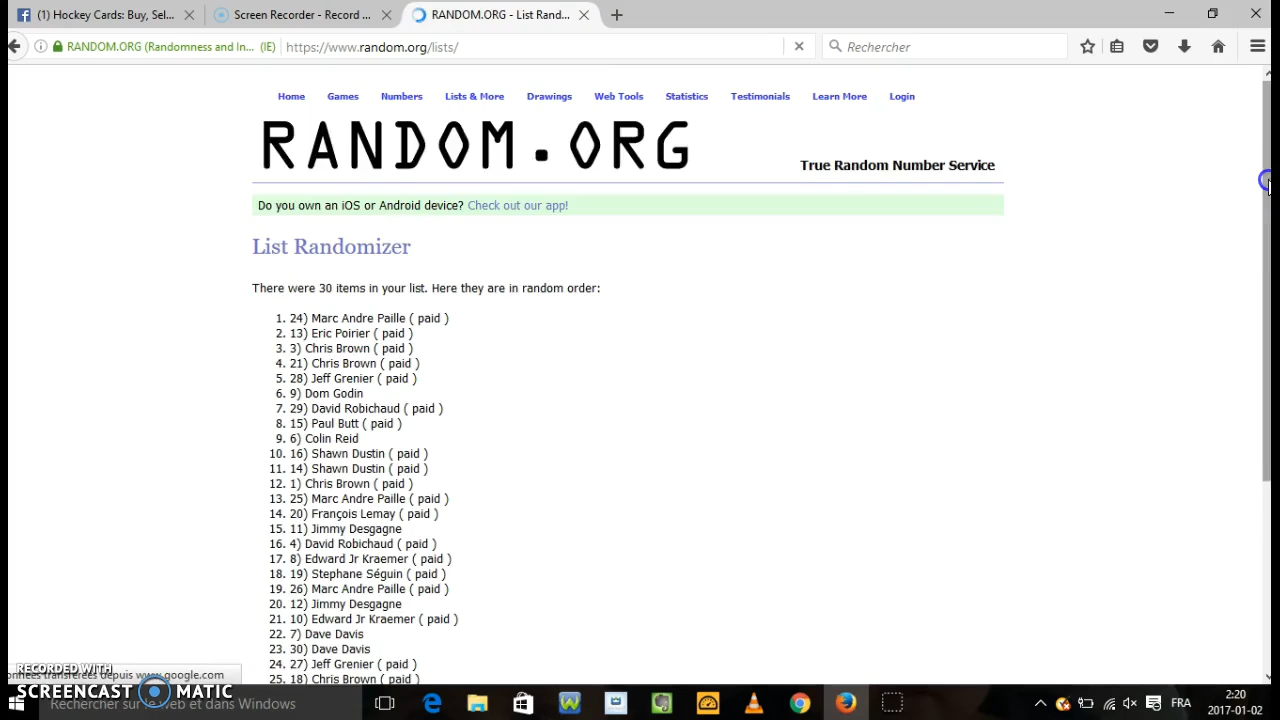 (1) Hockey Cards: Buy, Sel...
Screen Recorder - Record ...
RANDOM.ORG - List Rand...
RANDOM.ORG (Randomness and In... (IE)
https://www.random.org/lists/
Rechercher
Home Games Numbers Lists & More Drawings Web Tools Statistics Testimonials Learn More Login
RANDOM.ORG
True Random Number Service
Do you own an iOS or Android device? Check out our app!
List Randomizer
There were 30 items in your list. Here they are in random order:
1. 24) Marc Andre Paille ( paid )
2. 13) Eric Poirier ( paid )
3. 3) Chris Brown ( paid )
4. 21) Chris Brown ( paid )
5. 28) Jeff Grenier ( paid )
6. 9) Dom Godin
7. 29) David Robichaud ( paid )
8. 15) Paul Butt ( paid )
9. 6) Colin Reid
10. 16) Shawn Dustin ( paid )
11. 14) Shawn Dustin ( paid )
12. 1) Chris Brown ( paid )
13. 25) Marc Andre Paille ( paid )
14. 20) François Lemay ( paid )
15. 11) Jimmy Desgagne
16. 4) David Robichaud ( paid )
17. 8) Edward Jr Kraemer ( paid )
18. 19) Stephane Séguin ( paid )
19. 26) Marc Andre Paille ( paid )
20. 12) Jimmy Desgagne
21. 10) Edward Jr Kraemer ( paid )
22. 7) Dave Davis
23. 30) Dave Davis
24. 27) Jeff Grenier ( paid )
25. 18) Chris Brown ( paid )
transférées depuis www.google.com
RECORDED WITH
SCREENCAST MATIC
Rechercher sur le web et dans Windows
FR
2:20
2017-01-02